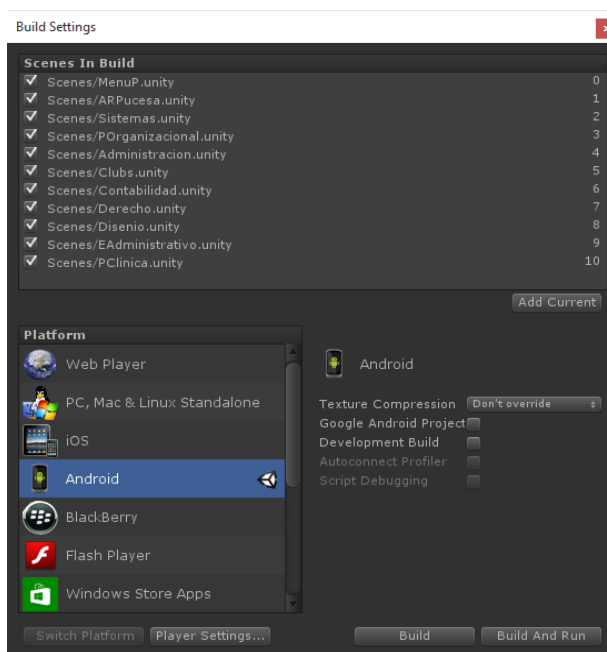 Build Settings
Scenes In Build
Scenes/MenuP.unity 0
Scenes/ARPucesa.unity 1
Scenes/Sistemas.unity 2
Scenes/POrganizacional.unity 3
Scenes/Administracion.unity 4
Scenes/Clubs.unity 5
Scenes/Contabilidad.unity 6
Scenes/Derecho.unity 7
Scenes/Disenio.unity 8
Scenes/EAdministrativo.unity 9
Scenes/PClinica.unity 10
Add Current
Platform
Web Player
PC, Mac & Linux Standalone
iOS
Android
BlackBerry
Flash Player
Windows Store Apps
Android
Texture Compression Don't override
Google Android Project
Development Build
Autoconnect Profiler
Script Debugging
Switch Platform Player Settings... Build Build And Run